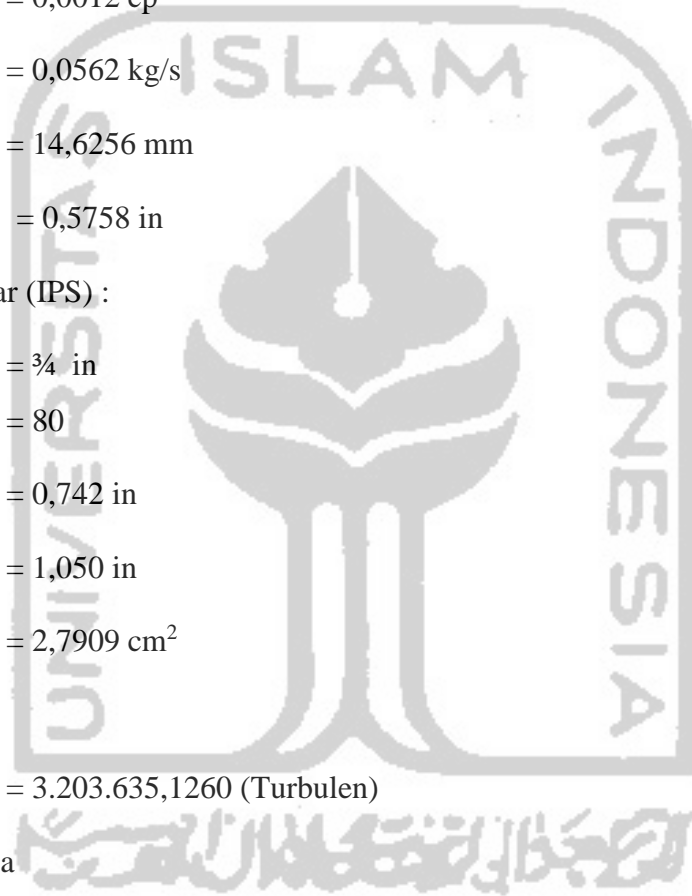 = 0,0012 cp
= 0,0562 kg/s
= 14,6256 mm
= 0,5758 in
ar (IPS) :
= ¾ in
= 80
= 0,742 in
= 1,050 in
= 2,7909 cm²
= 3.203.635,1260 (Turbulen)
a
UNIVERSITAS ISLAM INDONESIA